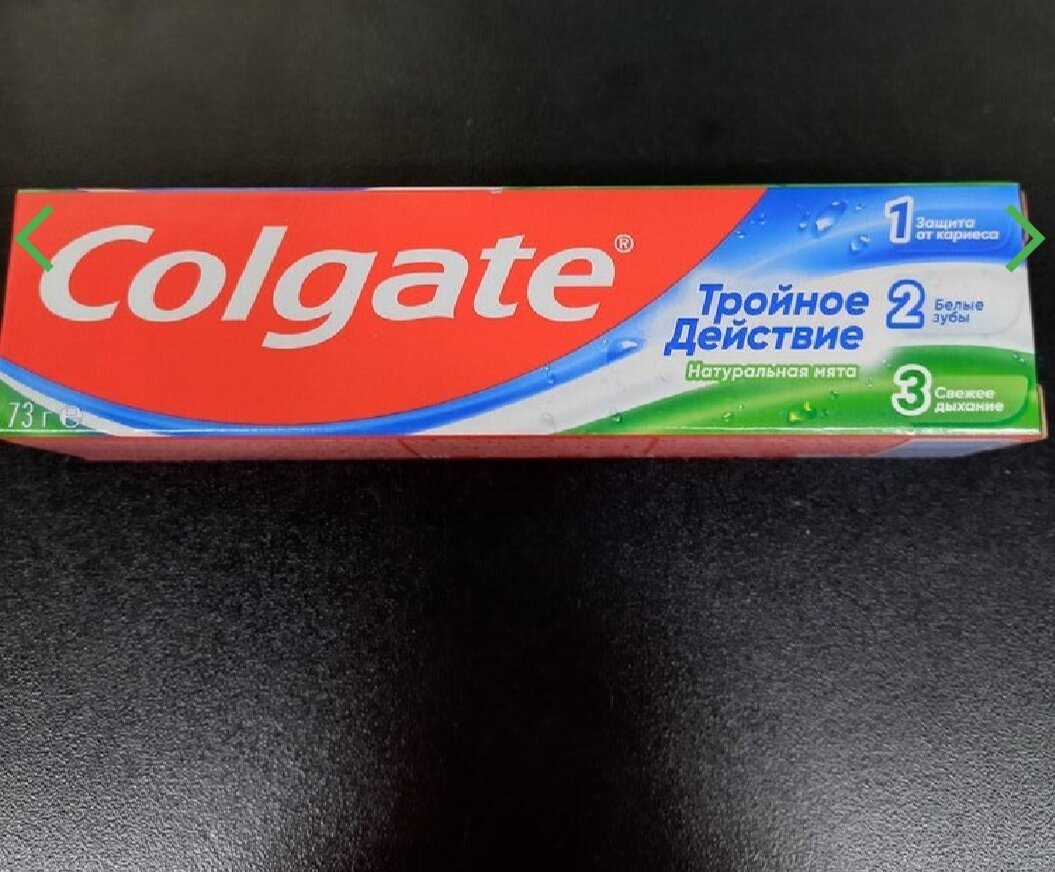 Colgate®
73 г ℮
Тройное
Действие
Натуральная мята
1 Защита
от кариеса
2 Белые
зубы
3 Свежее
дыхание